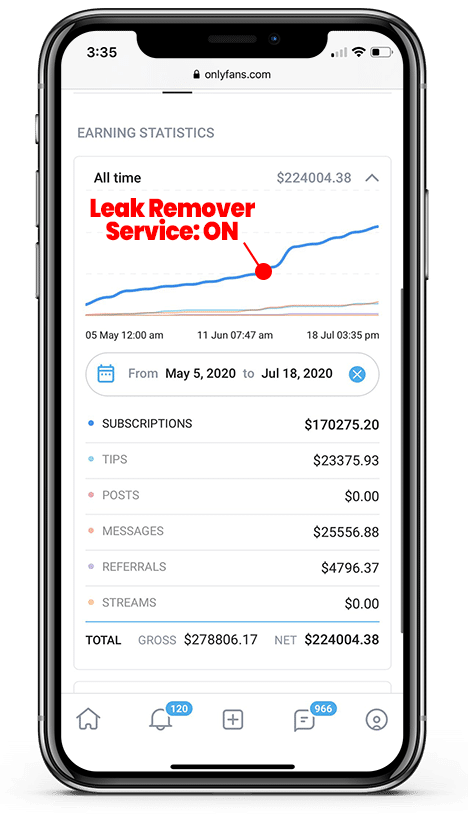 3:35
onlyfans.com
EARNING STATISTICS
All time $224004.38
Leak Remover
Service: ON
05 May 12:00 am 11 Jun 07:47 am 18 Jul 03:35 pm
From May 5, 2020 to Jul 18, 2020
SUBSCRIPTIONS $170275.20
TIPS $23375.93
POSTS $0.00
MESSAGES $25556.88
REFERRALS $4796.37
STREAMS $0.00
TOTAL GROSS $278806.17 NET $224004.38
120 966